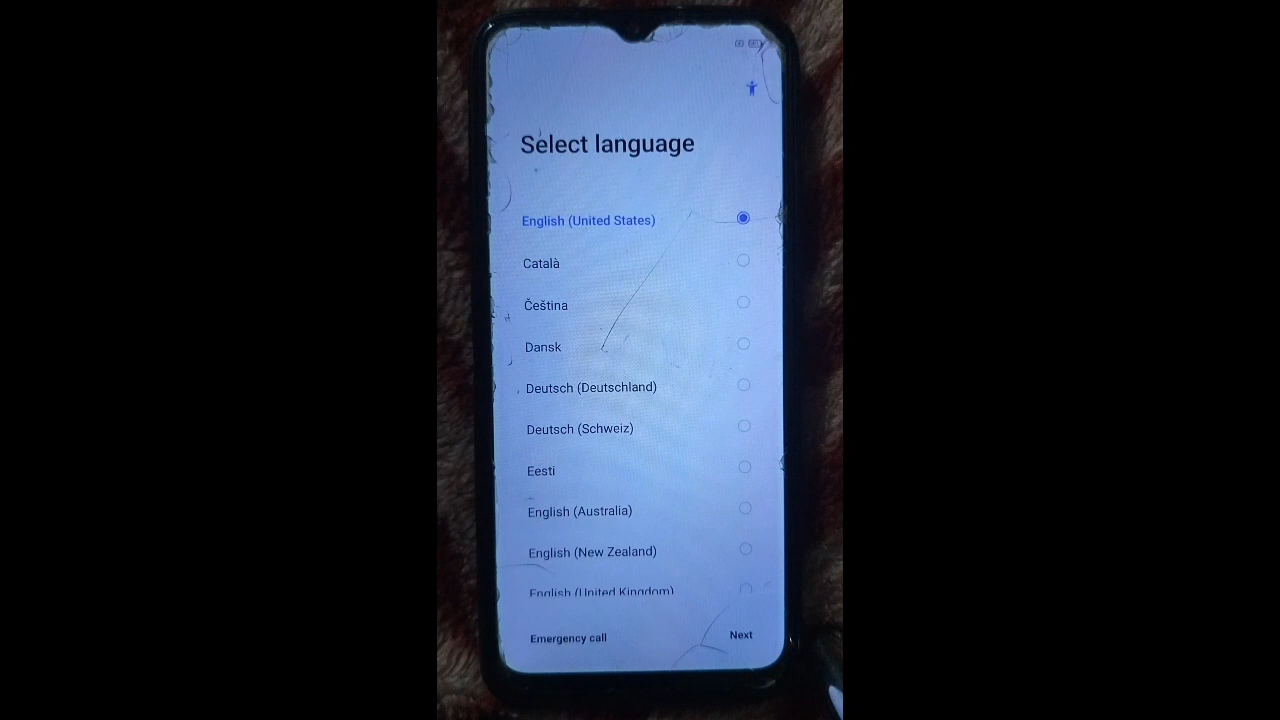 Select language
English (United States)
Català
Čeština
Dansk
Deutsch (Deutschland)
Deutsch (Schweiz)
Eesti
English (Australia)
English (New Zealand)
English (United Kingdom)
Emergency call
Next